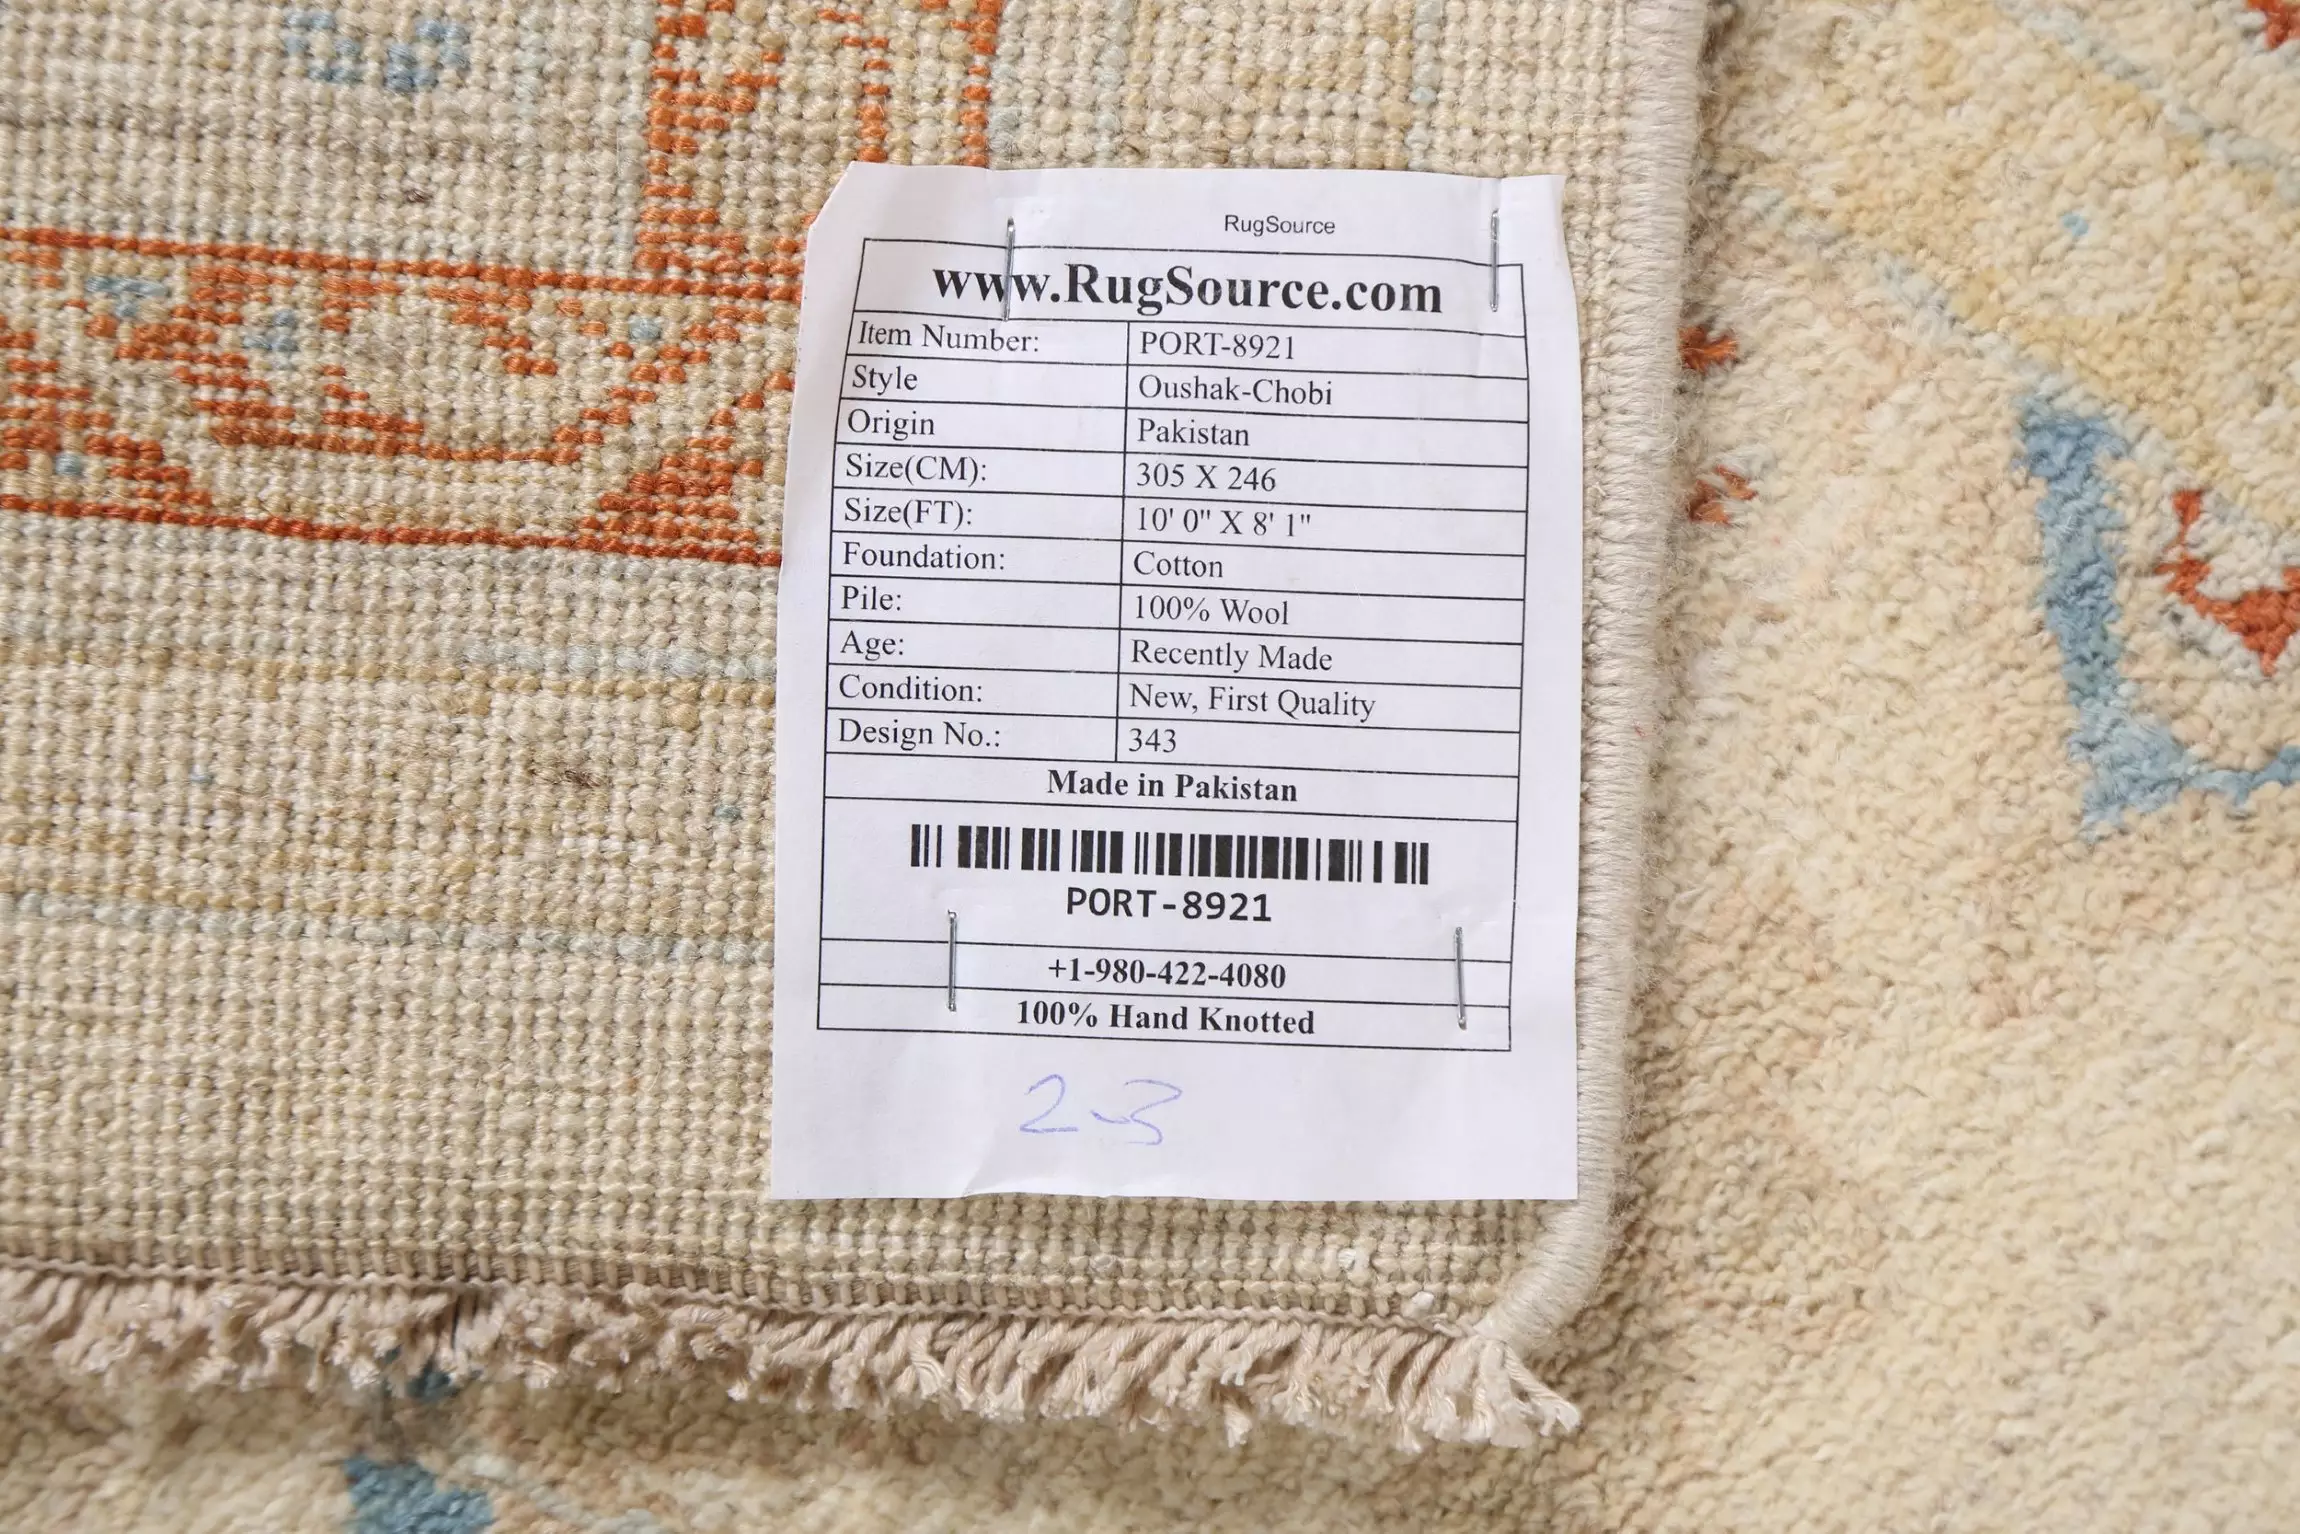 RugSource
www.RugSource.com
Item Number: PORT-8921
Style Oushak-Chobi
Origin Pakistan
Size(CM): 305 X 246
Size(FT): 10' 0" X 8' 1"
Foundation: Cotton
Pile: 100% Wool
Age: Recently Made
Condition: New, First Quality
Design No.: 343
Made in Pakistan
PORT-8921
+1-980-422-4080
100% Hand Knotted